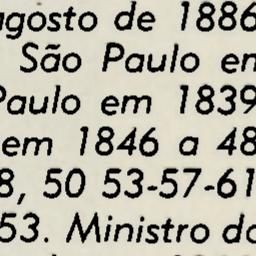 agosto de 1886
São Paulo em
Paulo em 1839
em 1846 a 48
8, 50 53-57-61
53. Ministro do